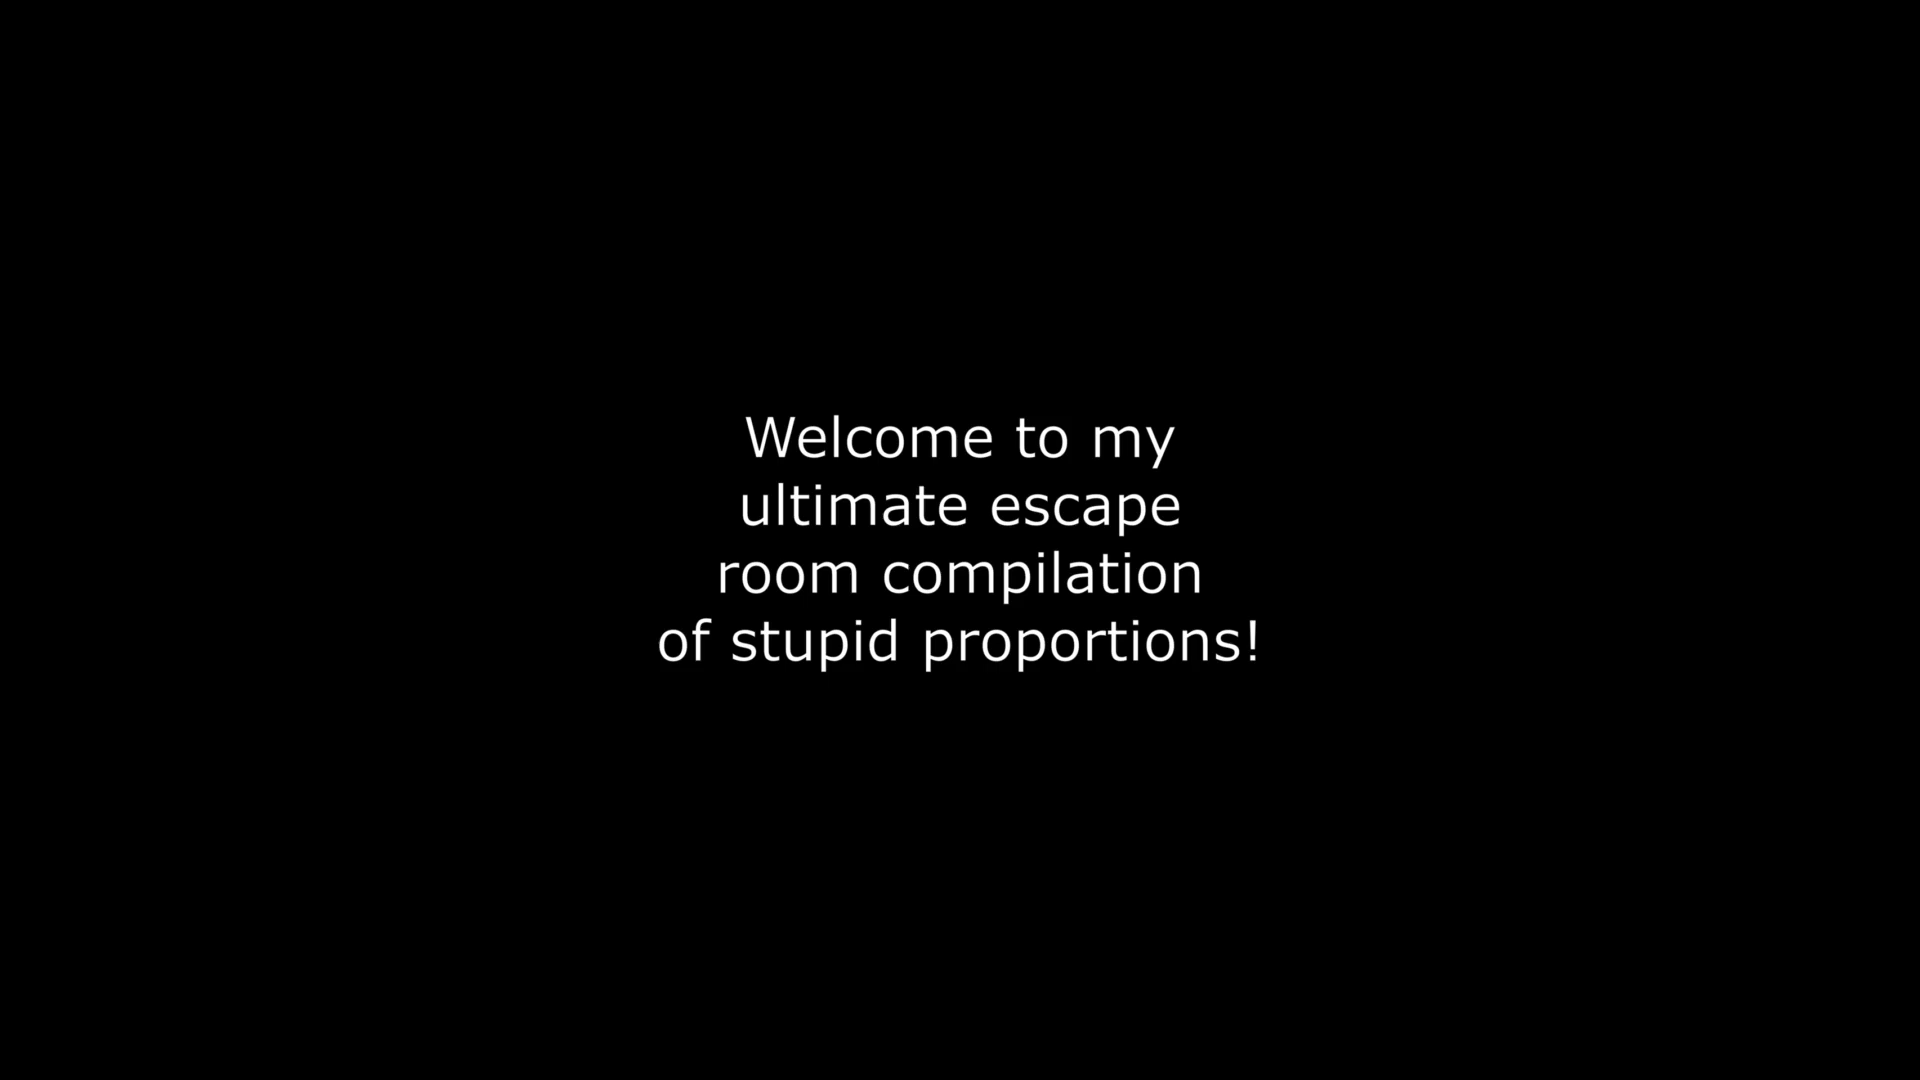 Welcome to my
ultimate escape
room compilation
of stupid proportions!